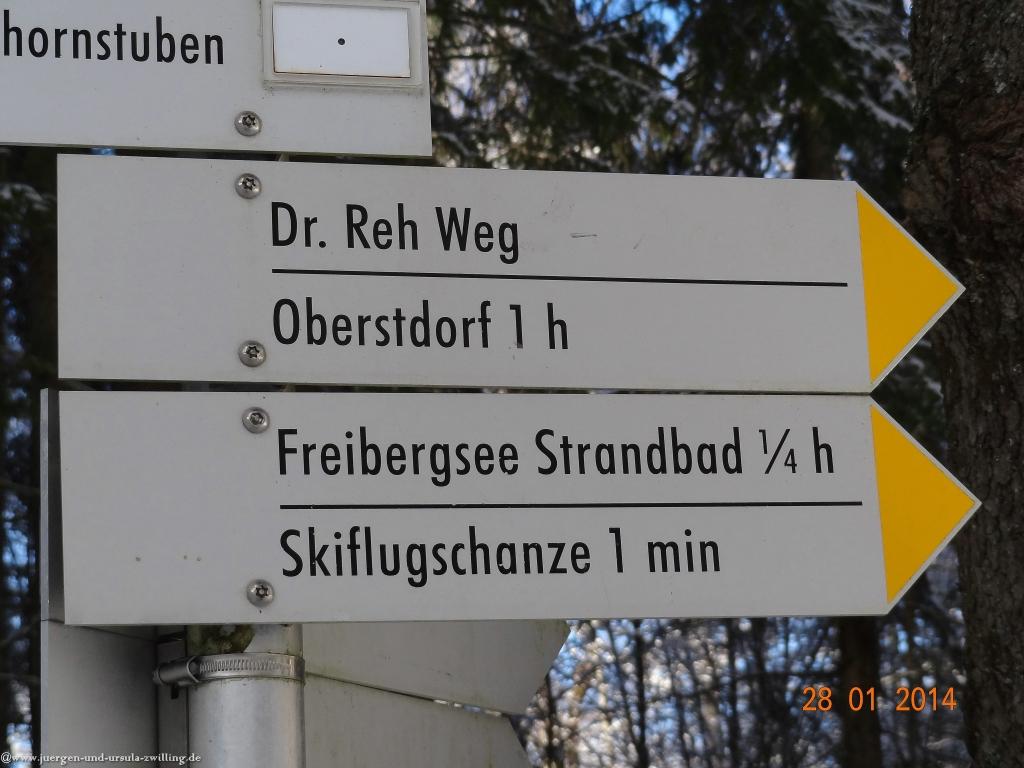 hornstuben
Dr. Reh Weg
Oberstdorf 1 h
Freibergsee Strandbad ¼ h
Skiflugschanze 1 min
28 01 2014
@www.juergen-und-ursula-zwilling.de